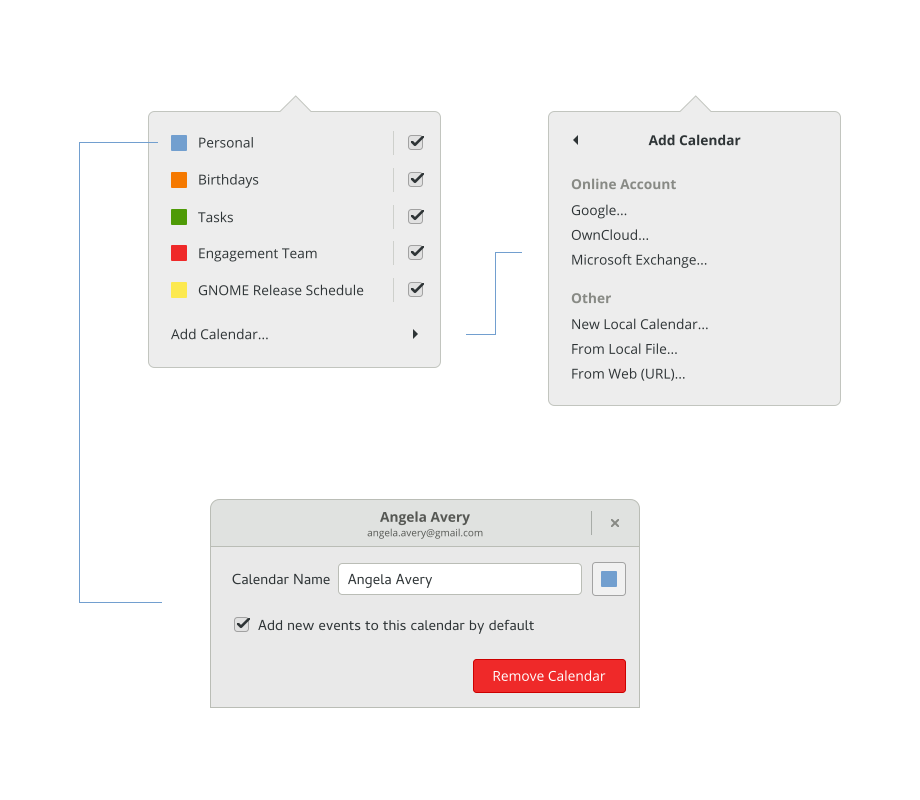 Personal
Birthdays
Tasks
Engagement Team
GNOME Release Schedule
Add Calendar...
Add Calendar
Online Account
Google...
OwnCloud...
Microsoft Exchange...
Other
New Local Calendar...
From Local File...
From Web (URL)...
Angela Avery
angela.avery@gmail.com
Calendar Name Angela Avery
Add new events to this calendar by default
Remove Calendar